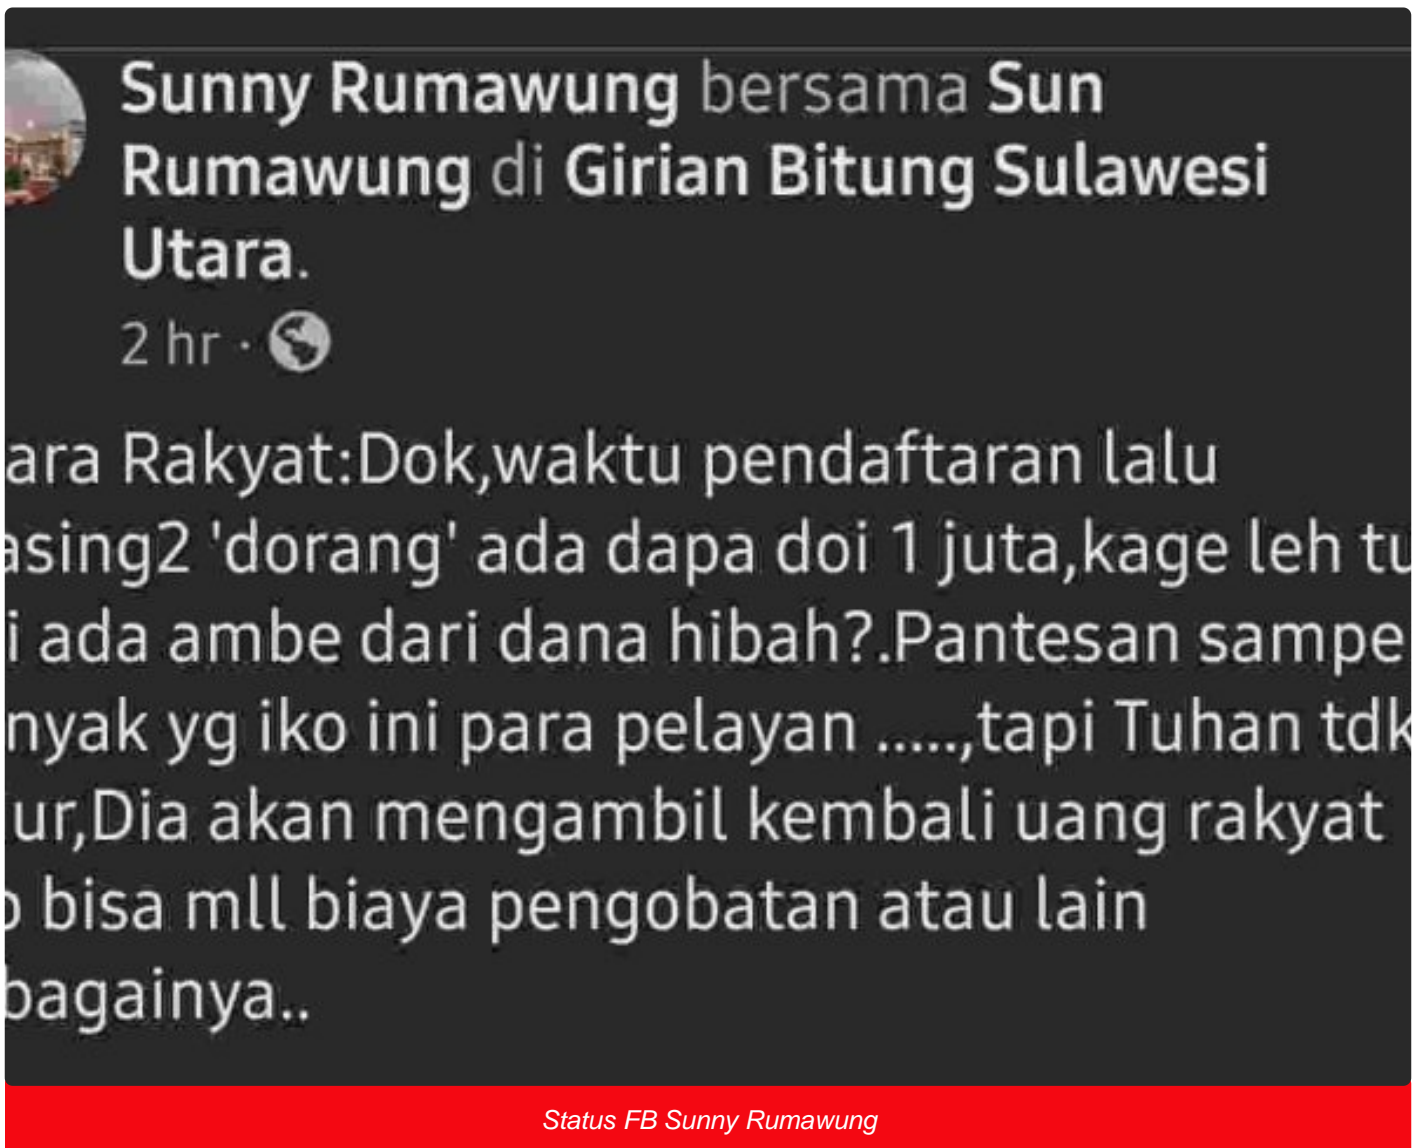 Sunny Rumawung bersama Sun
Rumawung di Girian Bitung Sulawesi
Utara.
2 hr ·
ara Rakyat:Dok,waktu pendaftaran lalu
asing2 'dorang' ada dapa doi 1 juta,kage leh tu
i ada ambe dari dana hibah?.Pantesan sampe
nyak yg iko ini para pelayan .....,tapi Tuhan tdk
ur,Dia akan mengambil kembali uang rakyat
bisa mll biaya pengobatan atau lain
bagainya..
Status FB Sunny Rumawung